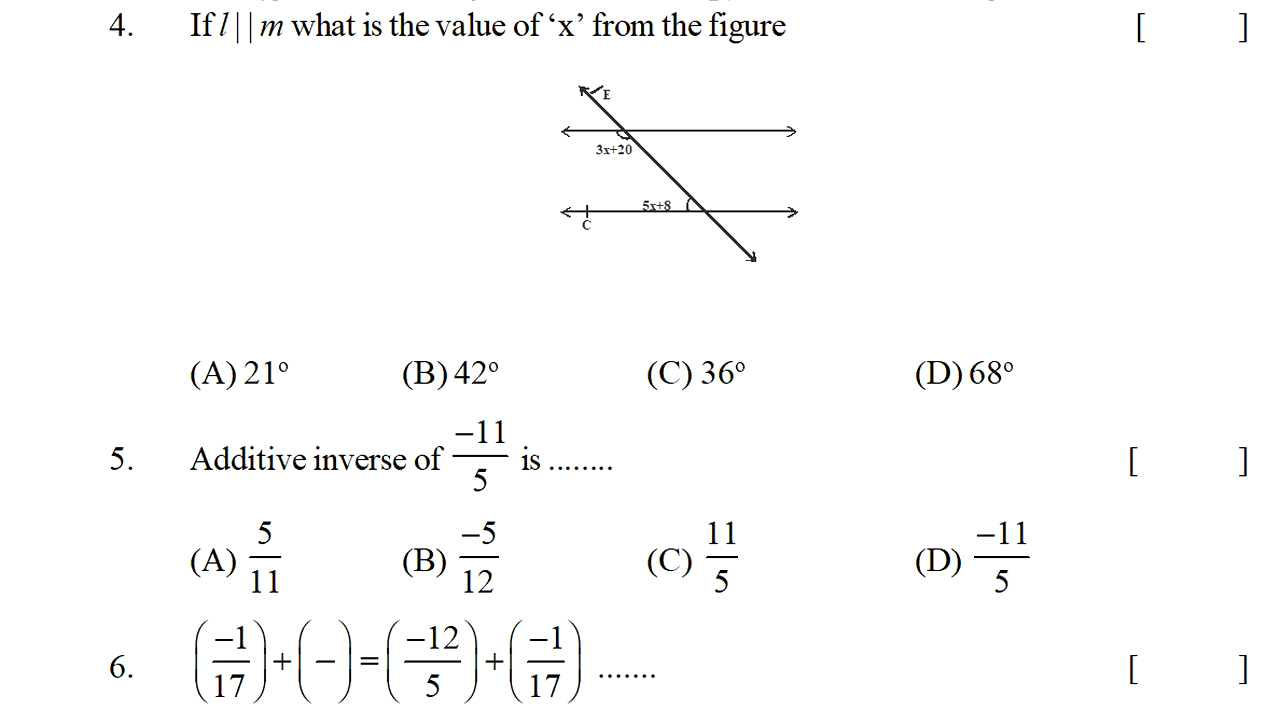 4. If l || m what is the value of ‘x’ from the figure [ ]
E
3x+20
5x+8
C
(A) 21° (B) 42° (C) 36° (D) 68°
5. Additive inverse of −11/5 is ........ [ ]
(A) 5/11 (B) −5/12 (C) 11/5 (D) −11/5
6. (−1/17) + (−) = (−12/5) + (−1/17) ....... [ ]